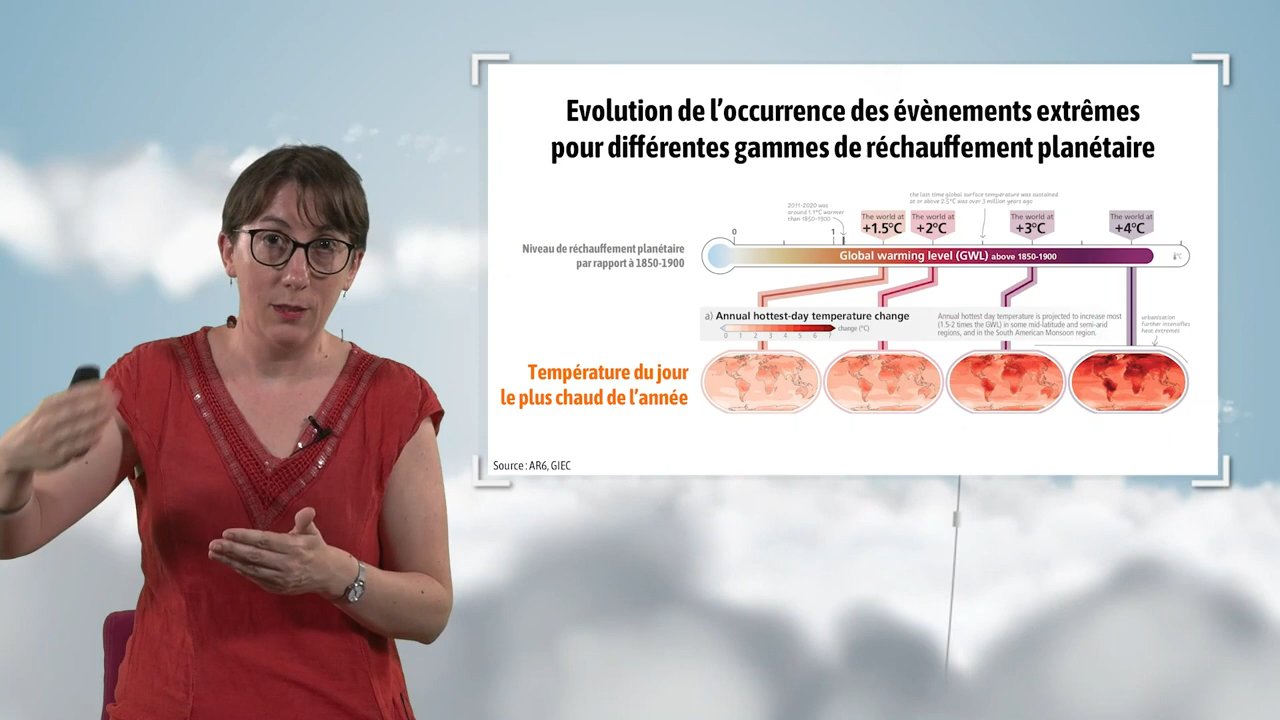 Evolution de l’occurrence des évènements extrêmes
pour différentes gammes de réchauffement planétaire
the last time global surface temperature was sustained
at or above 2.5°C was over 3 million years ago
2011-2020 was
around 1.1°C warmer
than 1850-1900
The world at
+1.5°C
The world at
+2°C
The world at
+3°C
The world at
+4°C
0
1
Niveau de réchauffement planétaire
par rapport à 1850-1900
Global warming level (GWL) above 1850-1900
°C
a) Annual hottest-day temperature change
0 1 2 3 4 5 6 7
change (°C)
Annual hottest day temperature is projected to increase most
(1.5-2 times the GWL) in some mid-latitude and semi-arid
regions, and in the South American Monsoon region.
urbanisation
further intensifies
heat extremes
Température du jour
le plus chaud de l’année
Source : AR6, GIEC